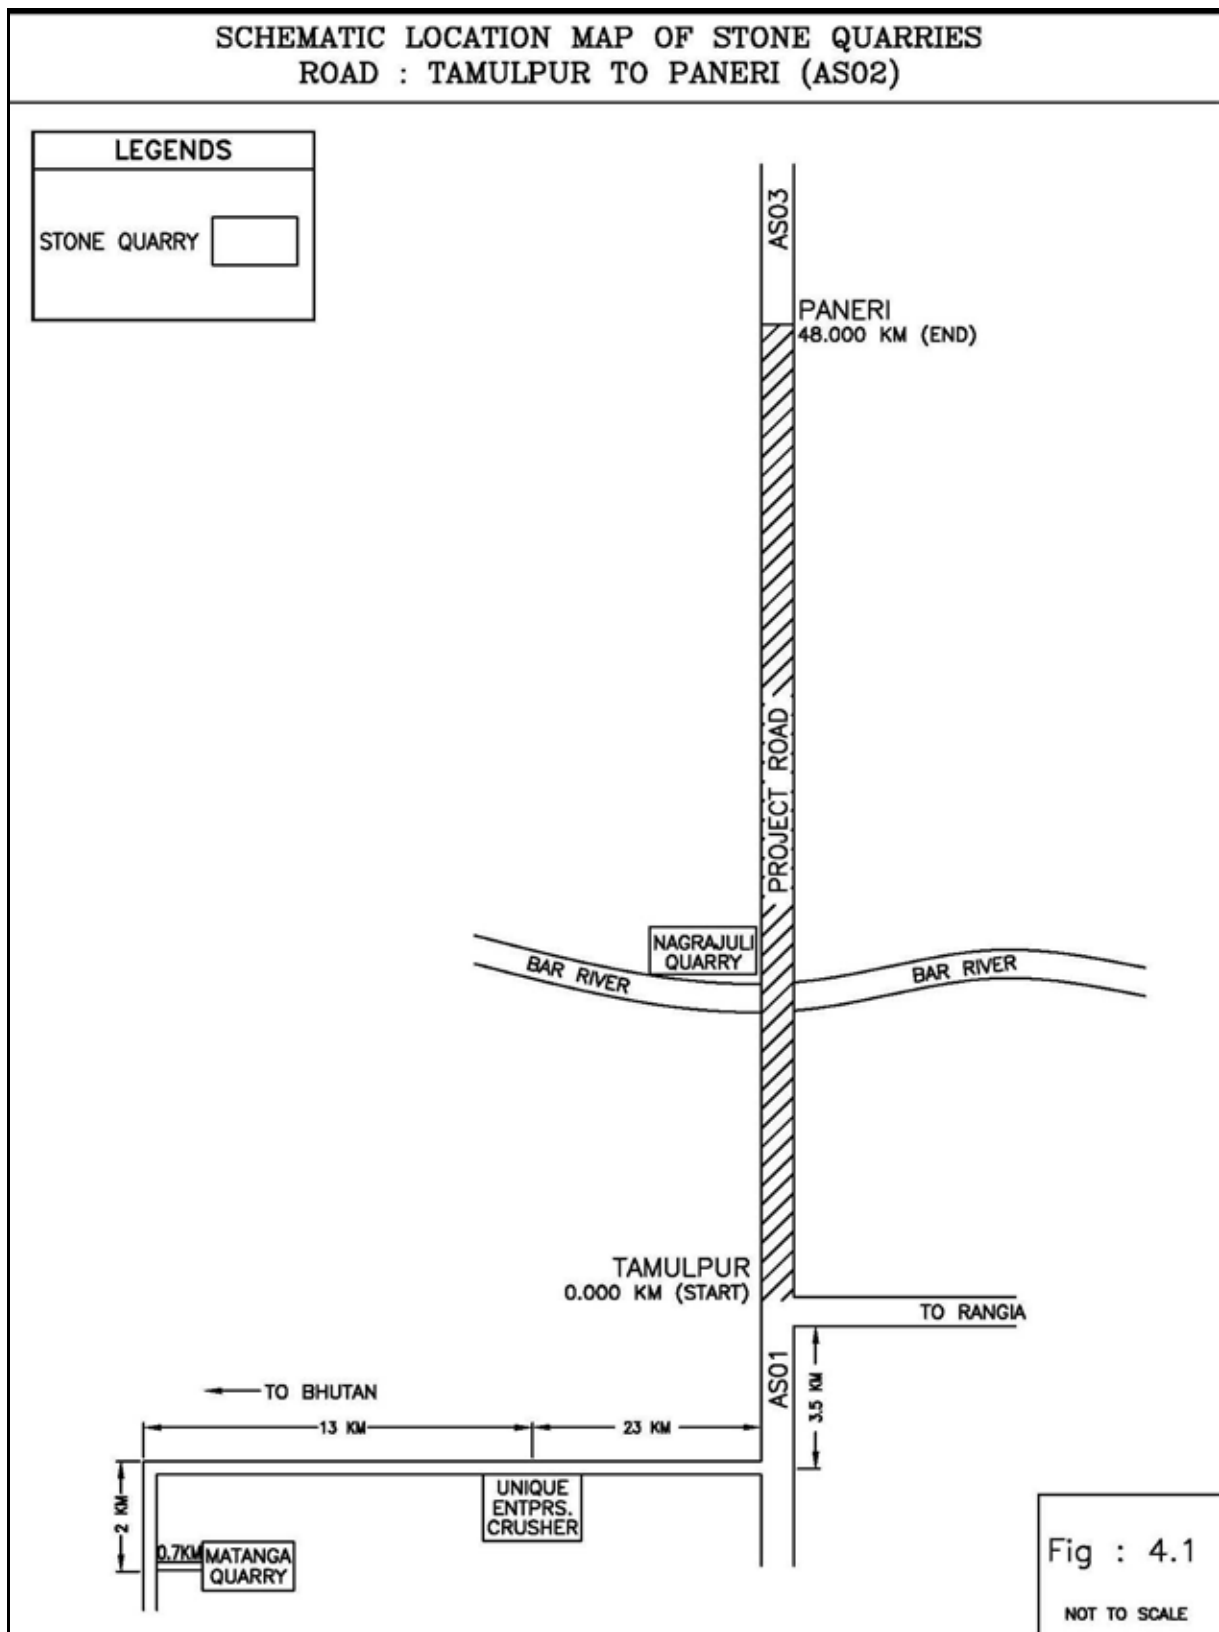 SCHEMATIC LOCATION MAP OF STONE QUARRIES
ROAD : TAMULPUR TO PANERI (AS02)
LEGENDS
STONE QUARRY
AS03
PANERI
48.000 KM (END)
PROJECT ROAD
NAGRAJULI
QUARRY
BAR RIVER
BAR RIVER
TAMULPUR
0.000 KM (START)
TO RANGIA
AS01
3.5 KM
TO BHUTAN
13 KM
23 KM
UNIQUE
ENTPRS.
CRUSHER
2 KM
0.7KM
MATANGA
QUARRY
Fig : 4.1
NOT TO SCALE